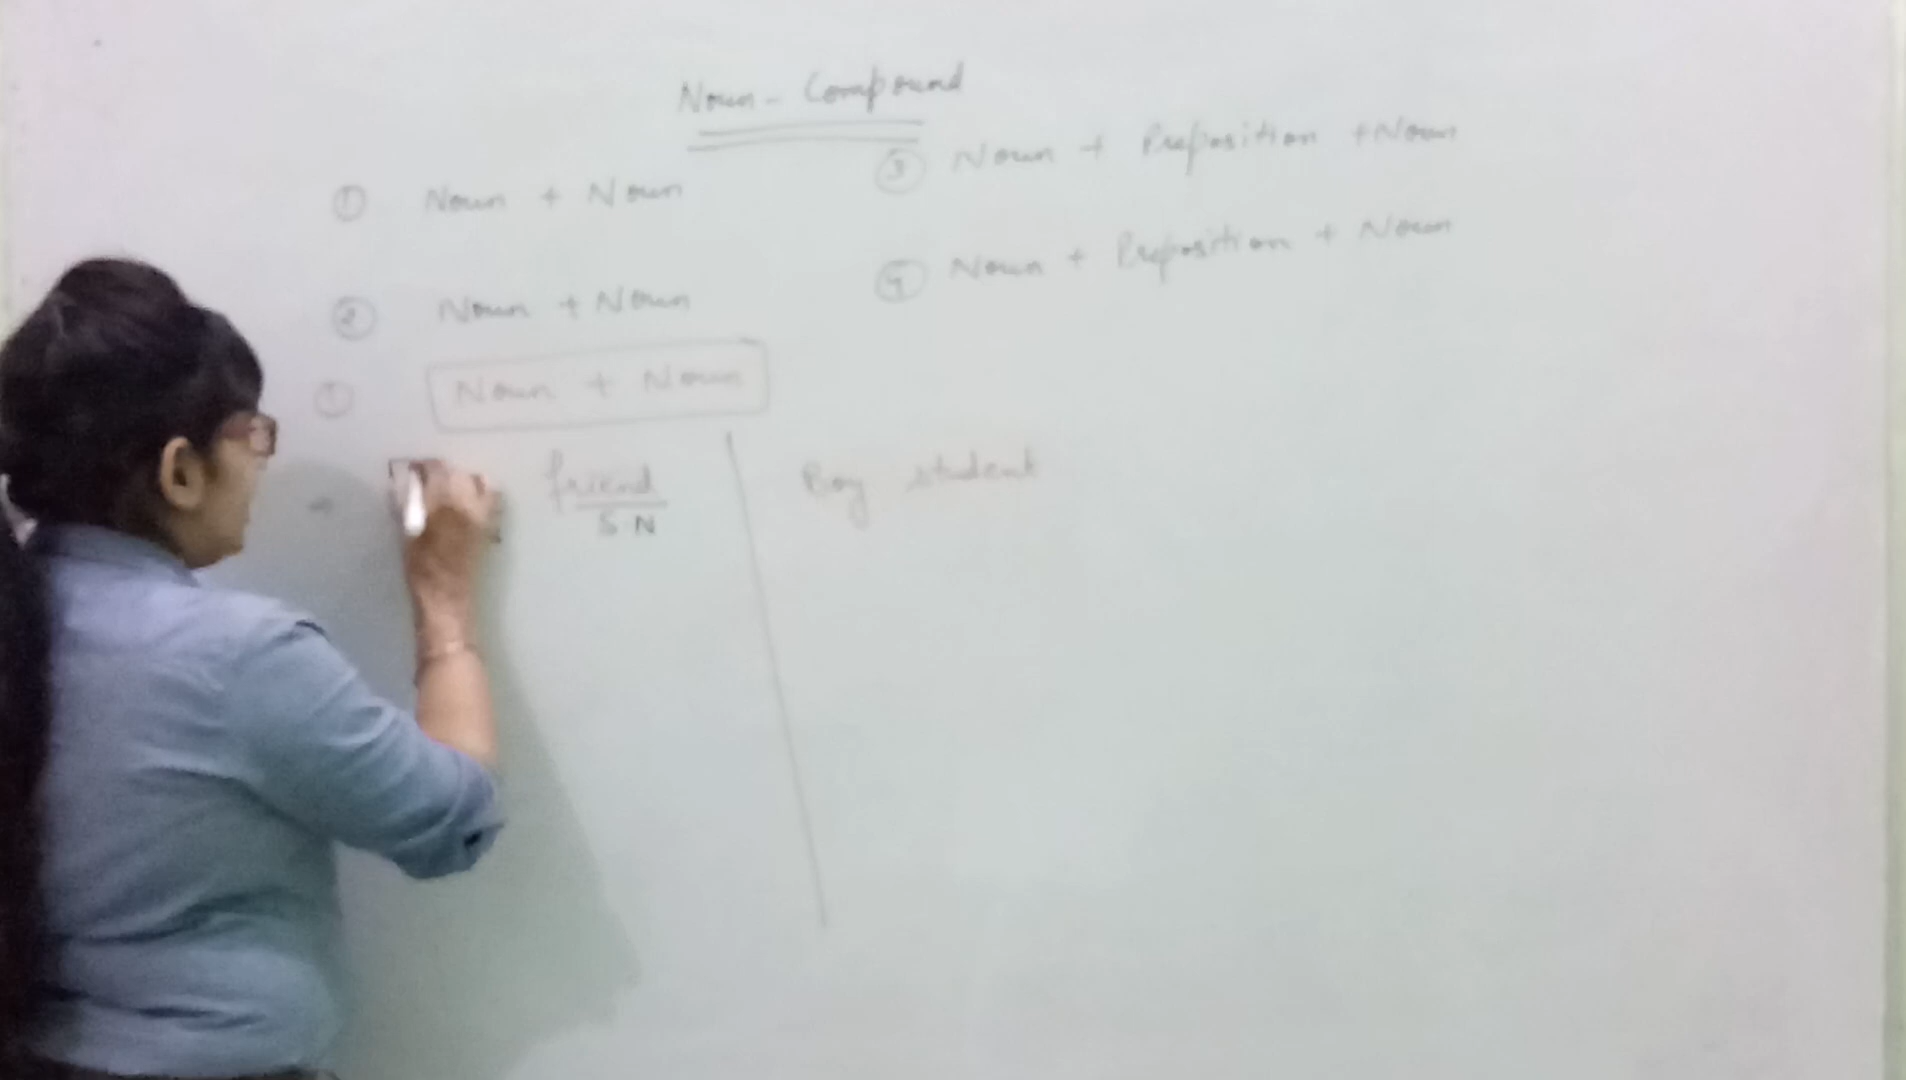 Noun - Compound
① Noun + Noun
② Noun + Noun
③ Noun + Preposition + Noun
④ Noun + Preposition + Noun
① Noun + Noun
→ friend
S.N
Boy student